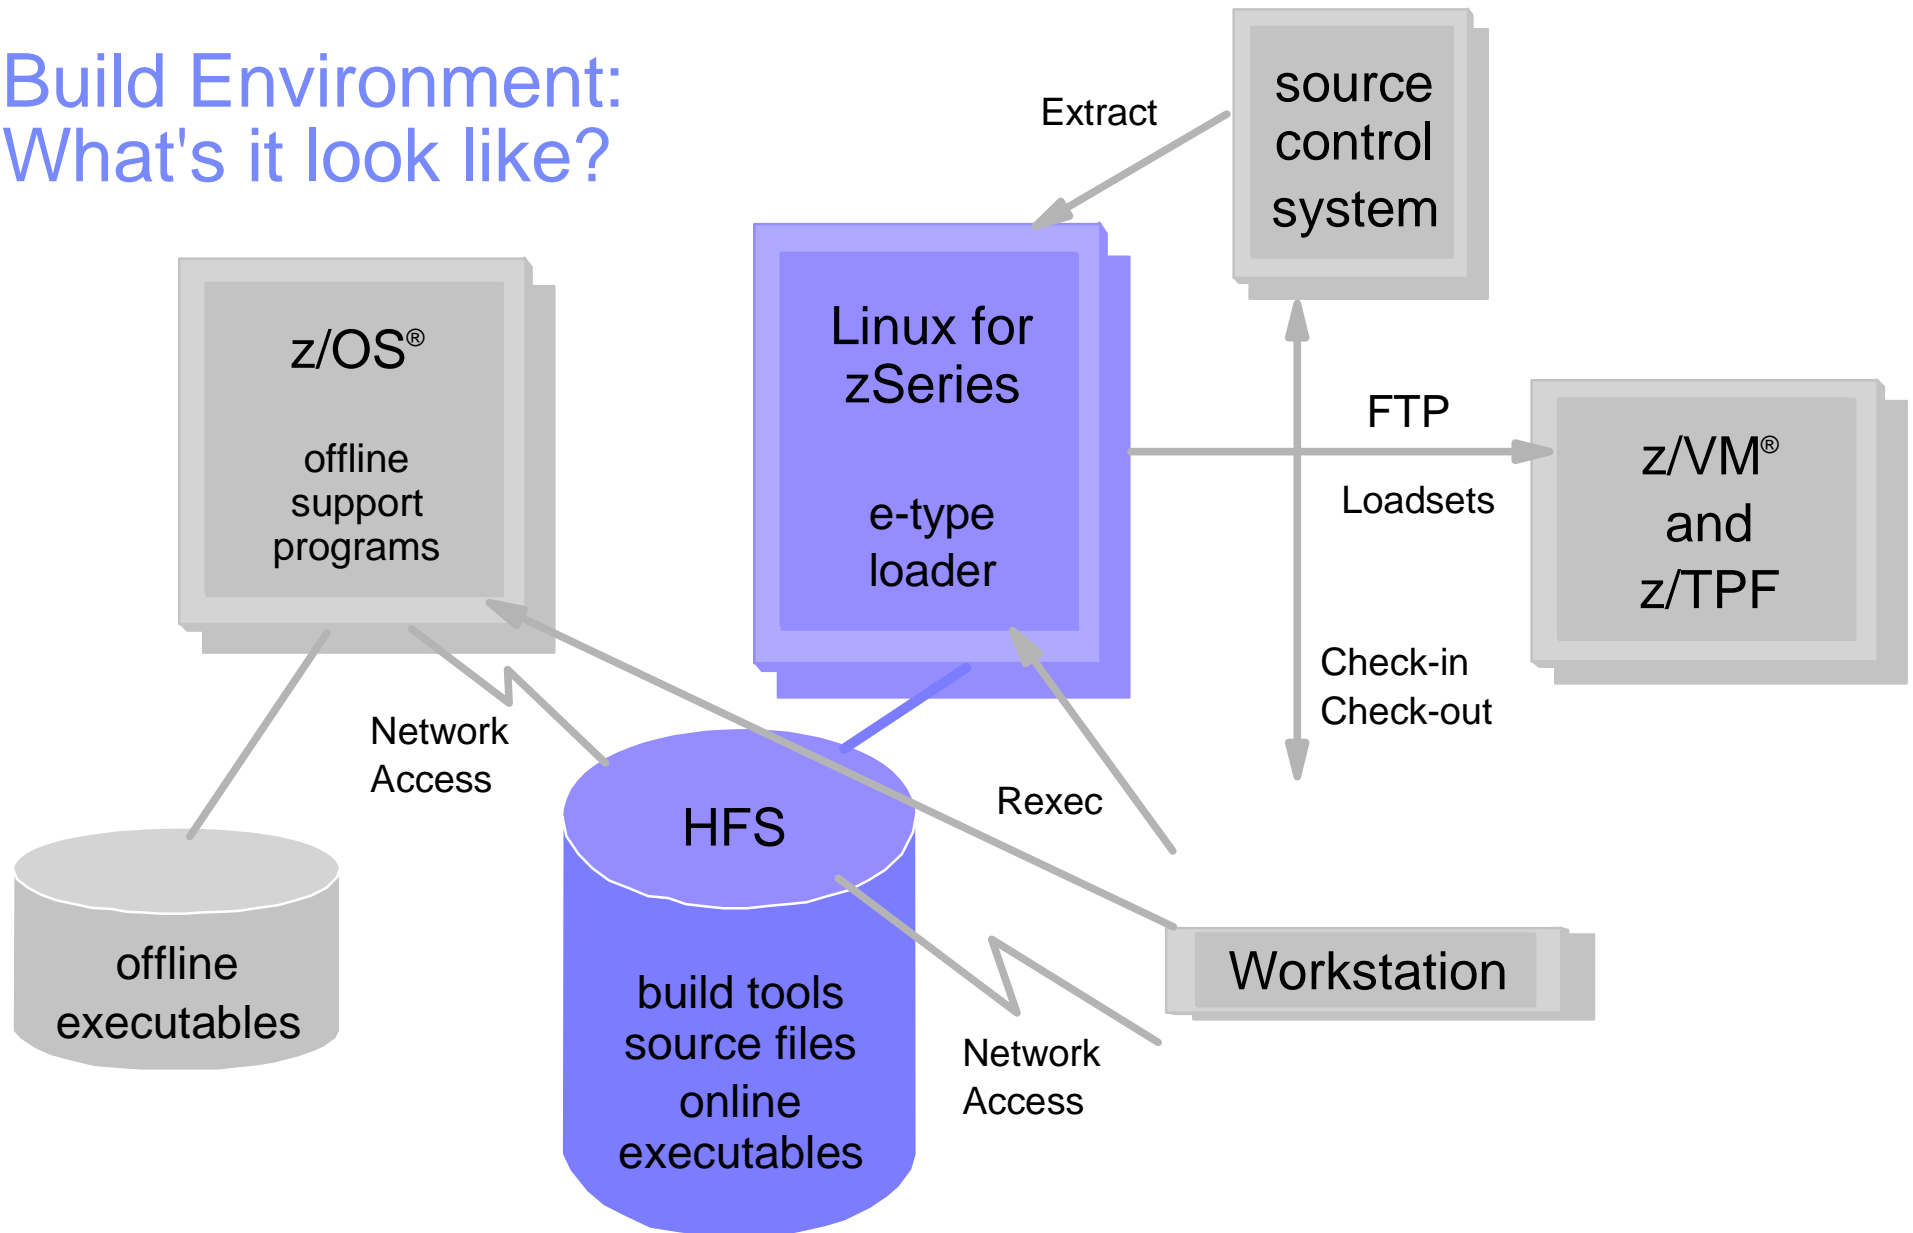 Build Environment:
What's it look like?
Extract
source
control
system
z/OS®
offline
support
programs
Linux for
zSeries
e-type
loader
FTP
Loadsets
z/VM®
and
z/TPF
Check-in
Check-out
Network
Access
Rexec
HFS
build tools
source files
online
executables
offline
executables
Workstation
Network
Access